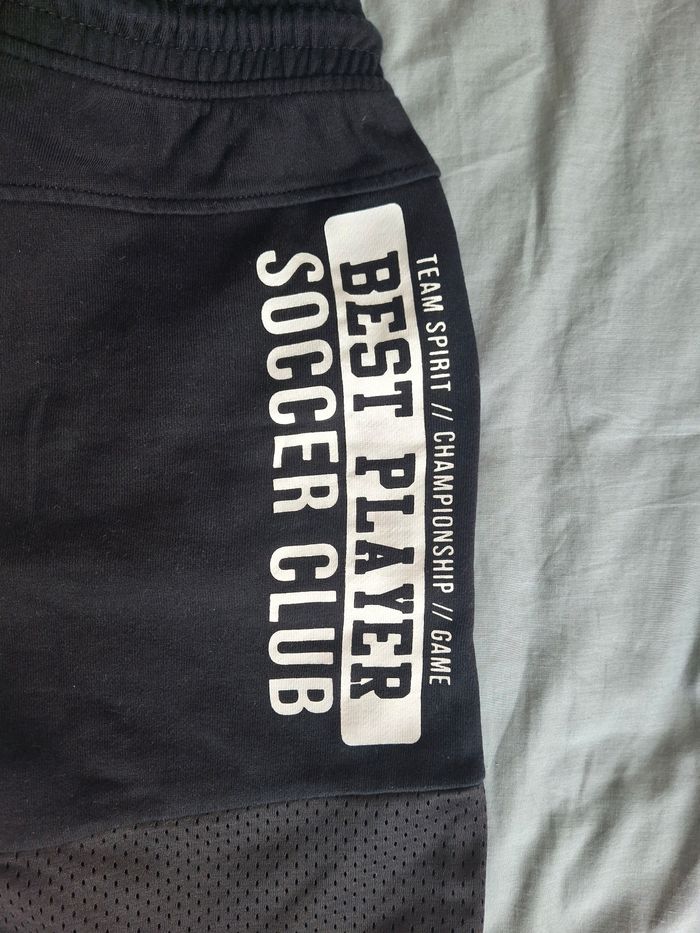 TEAM SPIRIT // CHAMPIONSHIP // GAME
BEST PLAYER
SOCCER CLUB